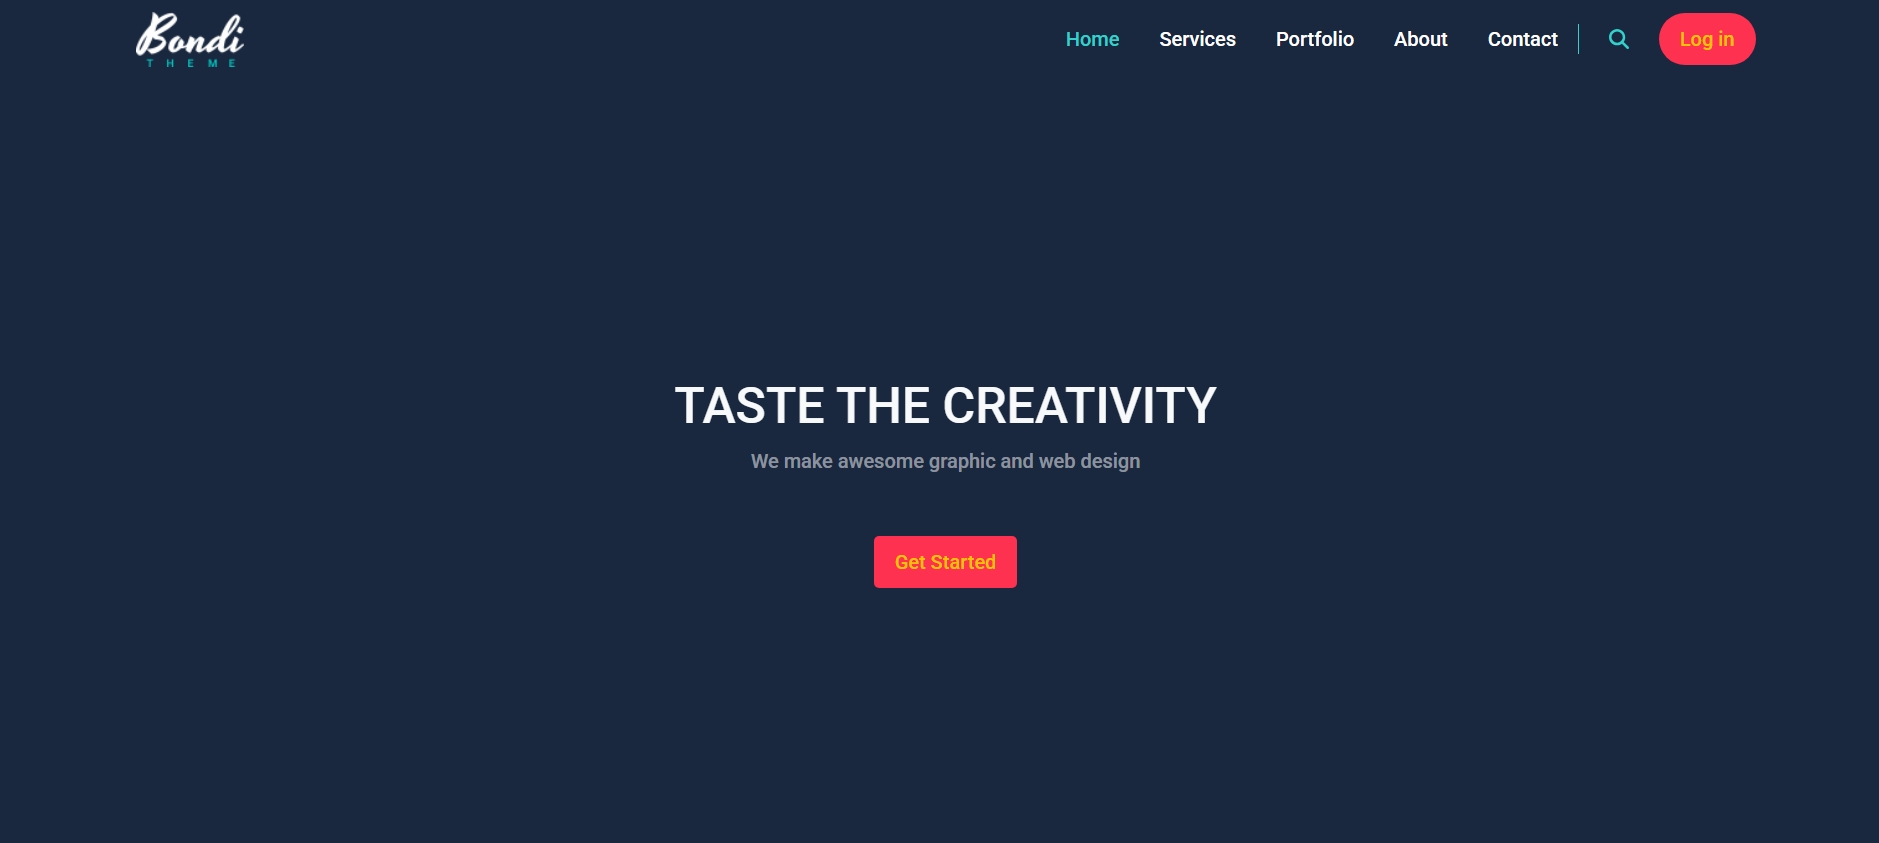 Bondi
THEME
Home Services Portfolio About Contact Log in
TASTE THE CREATIVITY
We make awesome graphic and web design
Get Started